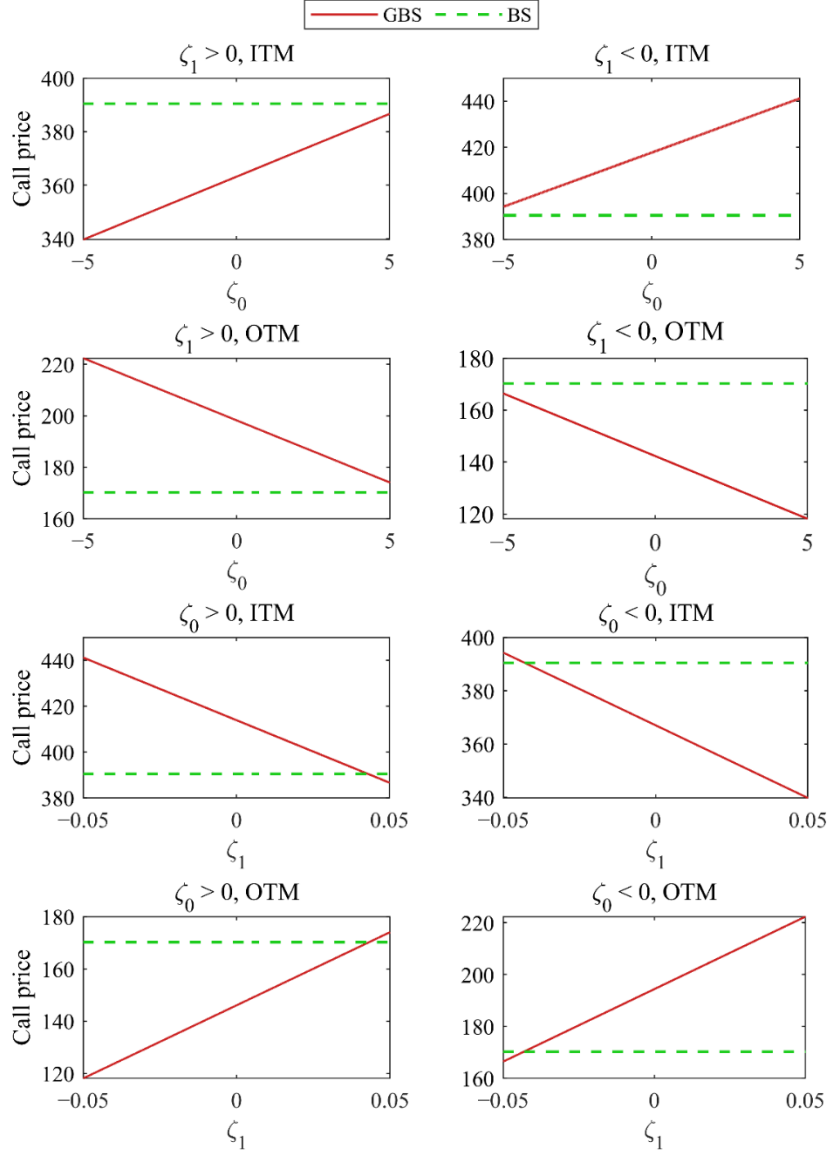 GBS BS
ζ1 > 0, ITM
400
380
360
340
Call price
−5 0 5
ζ0
ζ1 < 0, ITM
440
420
400
380
−5 0 5
ζ0
ζ1 > 0, OTM
220
200
180
160
Call price
−5 0 5
ζ0
ζ1 < 0, OTM
180
160
140
120
−5 0 5
ζ0
ζ0 > 0, ITM
440
420
400
380
Call price
−0.05 0 0.05
ζ1
ζ0 < 0, ITM
400
380
360
340
−0.05 0 0.05
ζ1
ζ0 > 0, OTM
180
160
140
120
Call price
−0.05 0 0.05
ζ1
ζ0 < 0, OTM
220
200
180
160
−0.05 0 0.05
ζ1